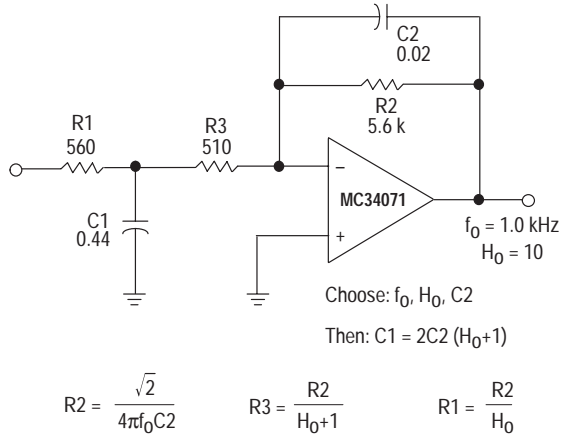 C2
0.02
R2
5.6 k
R1
560
R3
510
–
MC34071
+
C1
0.44
f0 = 1.0 kHz
H0 = 10
Choose: f0, H0, C2
Then: C1 = 2C2 (H0+1)
R2 = √2 / 4πf0C2
R3 = R2 / H0+1
R1 = R2 / H0